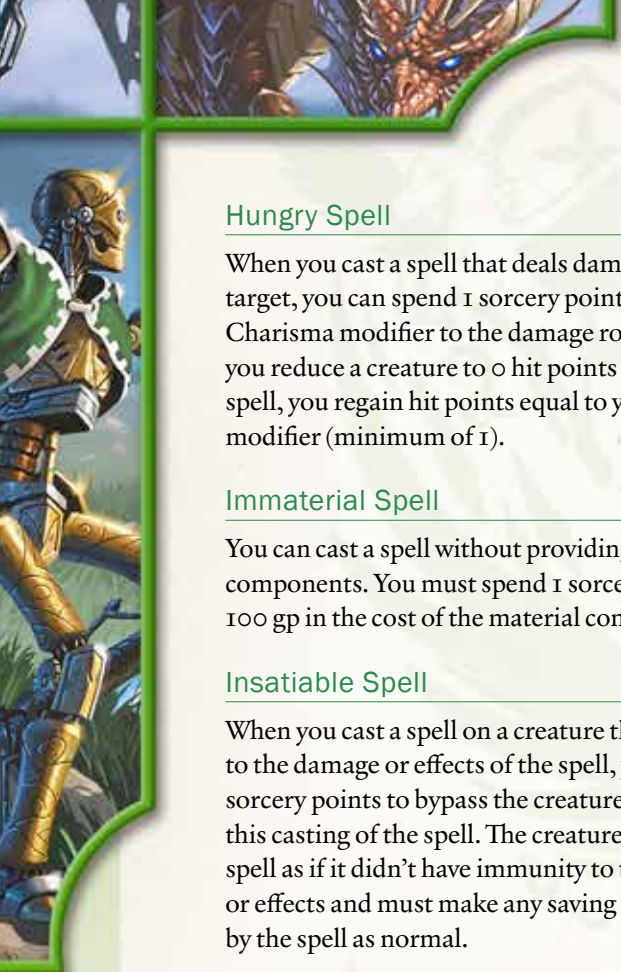 Hungry Spell
When you cast a spell that deals dam
target, you can spend 1 sorcery point
Charisma modifier to the damage ro
you reduce a creature to 0 hit points
spell, you regain hit points equal to y
modifier (minimum of 1).
Immaterial Spell
You can cast a spell without providing
components. You must spend 1 sorce
100 gp in the cost of the material con
Insatiable Spell
When you cast a spell on a creature th
to the damage or effects of the spell,
sorcery points to bypass the creature
this casting of the spell. The creature
spell as if it didn't have immunity to t
or effects and must make any saving
by the spell as normal.